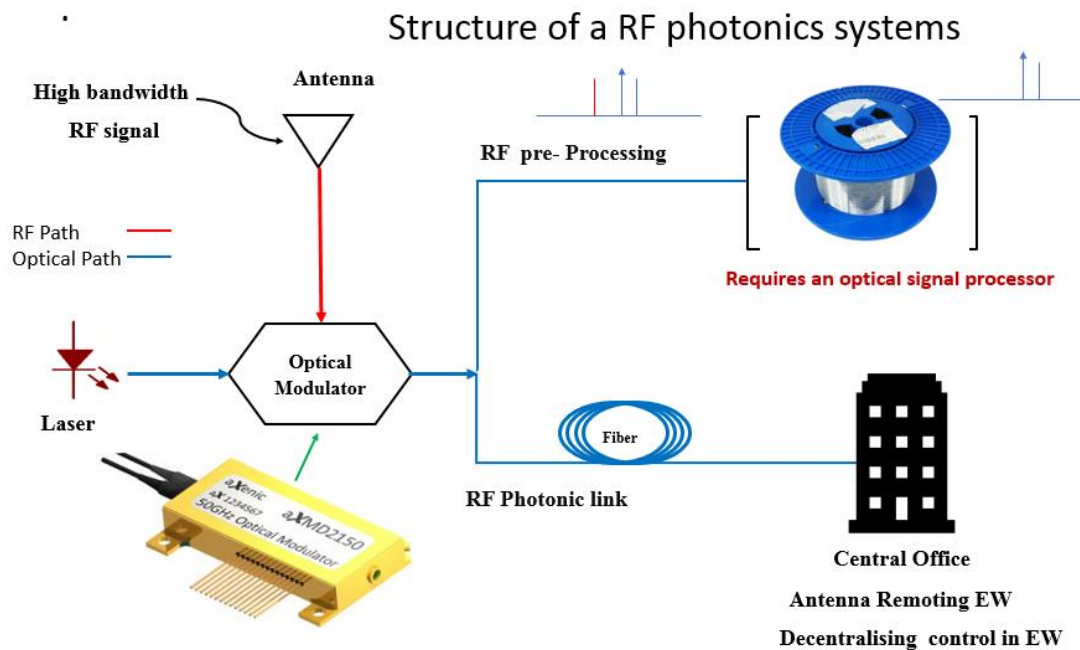 Structure of a RF photonics systems
High bandwidth
RF signal
Antenna
RF pre- Processing
RF Path
Optical Path
Requires an optical signal processor
Optical
Modulator
Laser
Fiber
RF Photonic link
aXenic
aX 1234567
aXMD2150
50GHz Optical Modulator
Central Office
Antenna Remoting EW
Decentralising control in EW